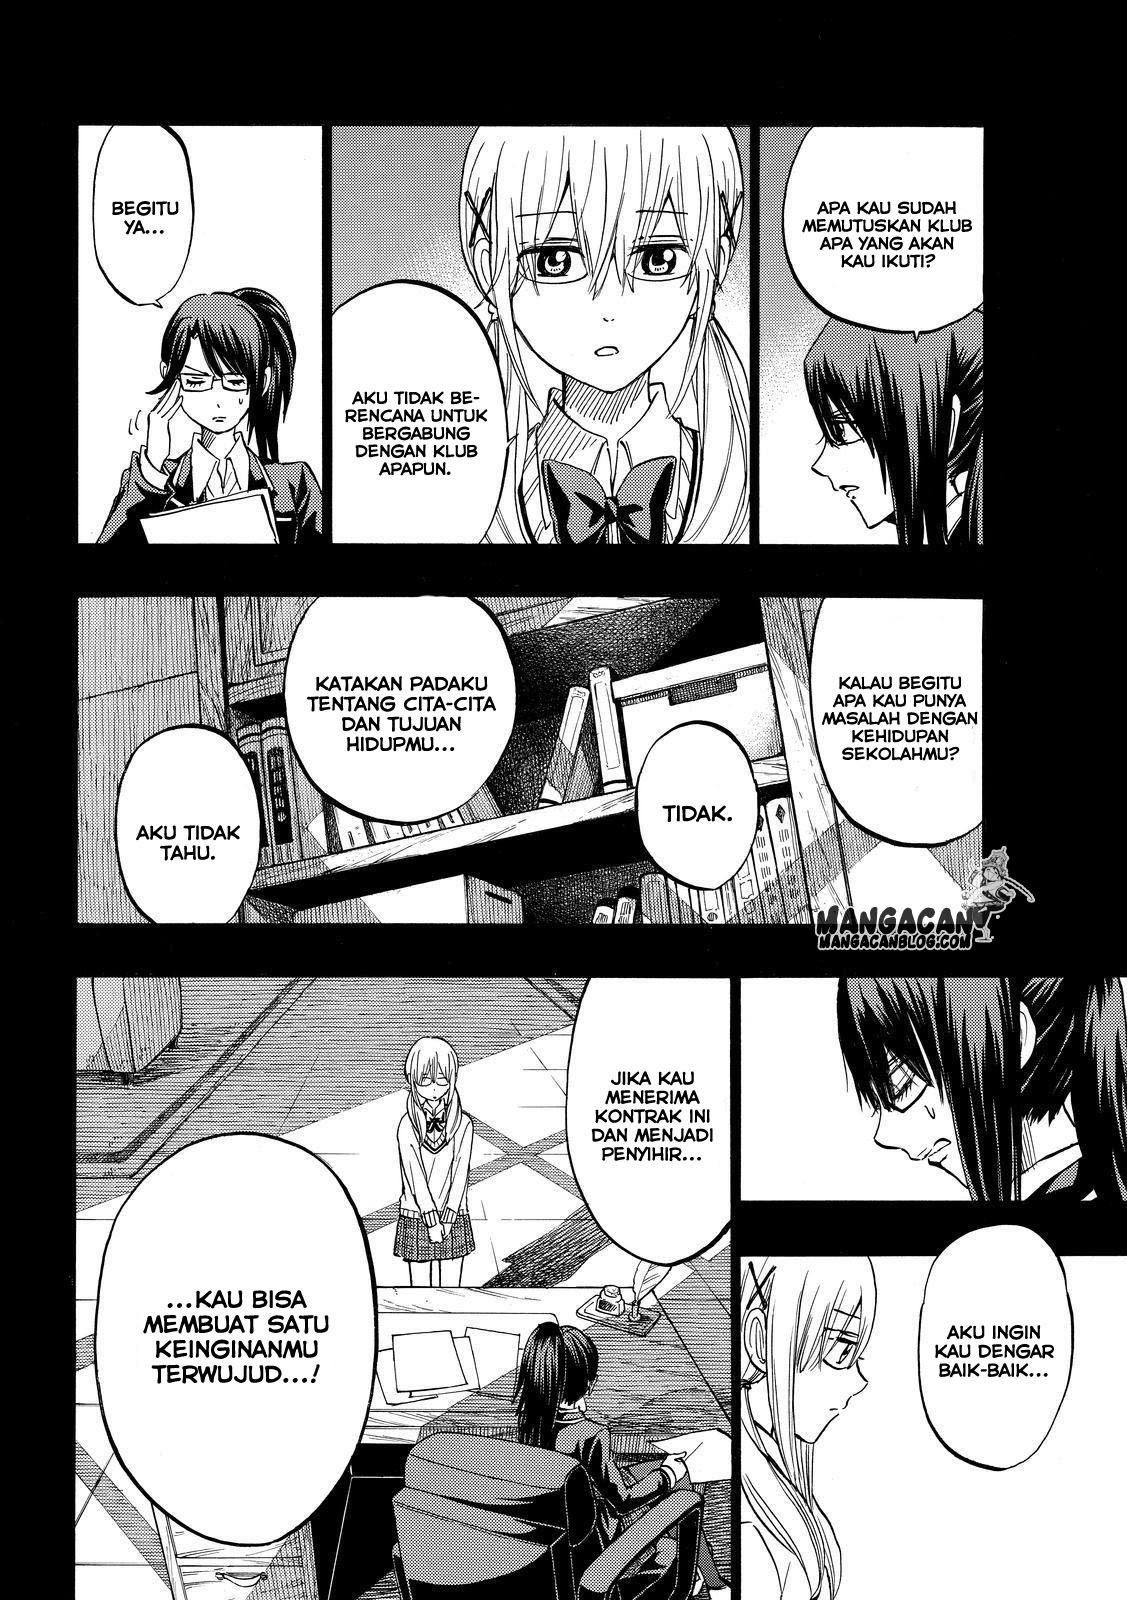 APA KAU SUDAH
MEMUTUSKAN KLUB
APA YANG AKAN
KAU IKUTI?
AKU TIDAK BE-
RENCANA UNTUK
BERGABUNG
DENGAN KLUB
APAPUN.
BEGITU
YA...
KALAU BEGITU
APA KAU PUNYA
MASALAH DENGAN
KEHIDUPAN
SEKOLAHMU?
TIDAK.
KATAKAN PADAKU
TENTANG CITA-CITA
DAN TUJUAN
HIDUPMU...
AKU TIDAK
TAHU.
MANGACAN
MANGACANBLOG.COM
AKU INGIN
KAU DENGAR
BAIK-BAIK...
JIKA KAU
MENERIMA
KONTRAK INI
DAN MENJADI
PENYIHIR...
...KAU BISA
MEMBUAT SATU
KEINGINANMU
TERWUJUD...!